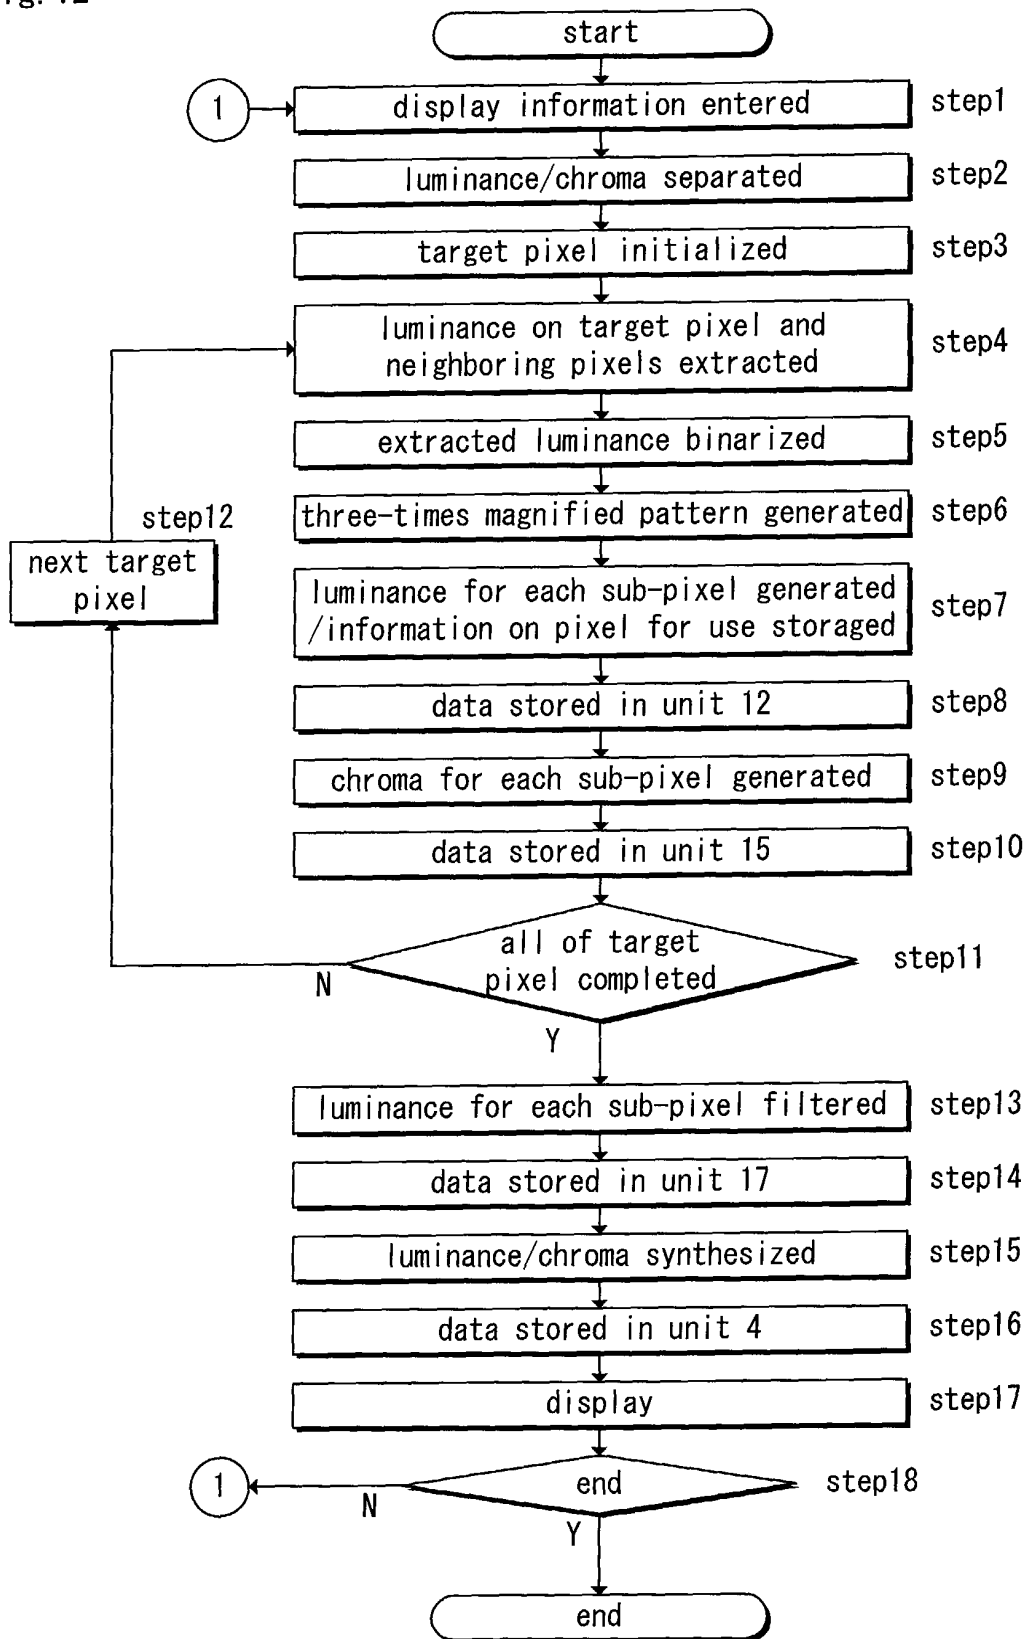 start
1
display information entered
step1
luminance/chroma separated
step2
target pixel initialized
step3
luminance on target pixel and
neighboring pixels extracted
step4
extracted luminance binarized
step5
three-times magnified pattern generated
step6
step12
next target
pixel
luminance for each sub-pixel generated
/information on pixel for use storaged
step7
data stored in unit 12
step8
chroma for each sub-pixel generated
step9
data stored in unit 15
step10
all of target
pixel completed
step11
N
Y
luminance for each sub-pixel filtered
step13
data stored in unit 17
step14
luminance/chroma synthesized
step15
data stored in unit 4
step16
display
step17
1
end
step18
N
Y
end